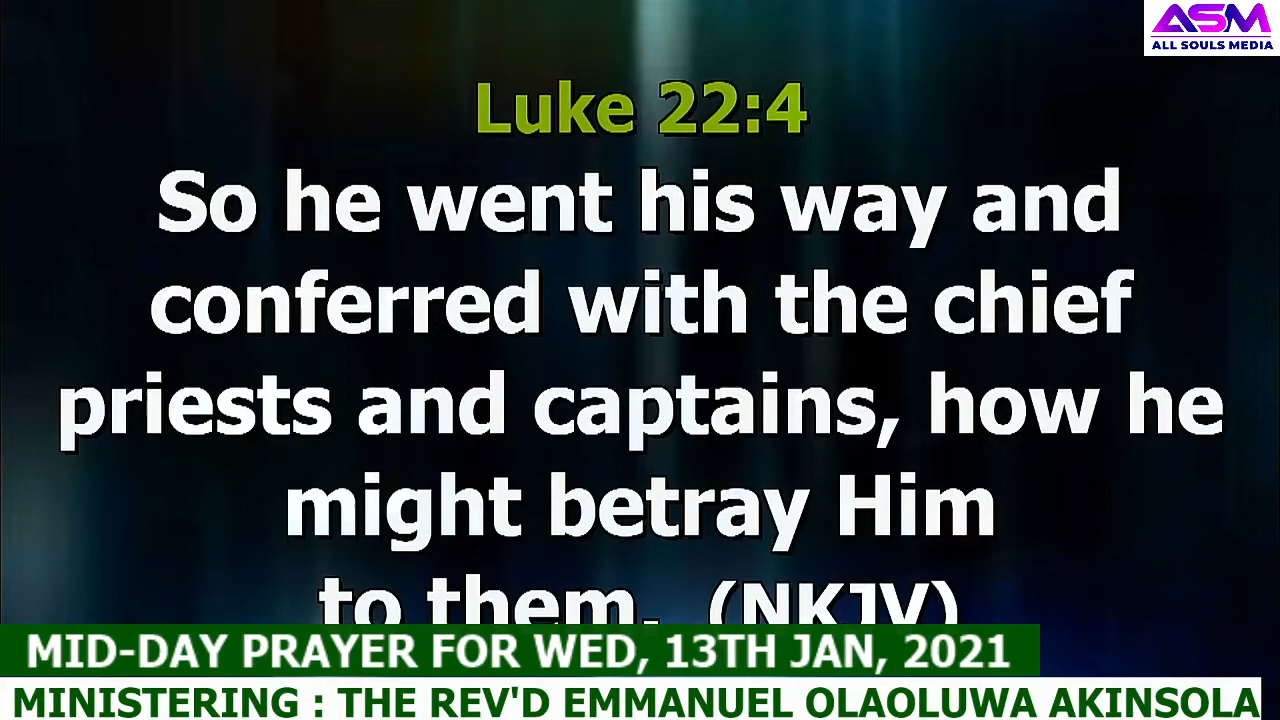 ASM
ALL SOULS MEDIA
Luke 22:4
So he went his way and
conferred with the chief
priests and captains, how he
might betray Him
to them. (NKJV)
MID-DAY PRAYER FOR WED, 13TH JAN, 2021
MINISTERING : THE REV'D EMMANUEL OLAOLUWA AKINSOLA